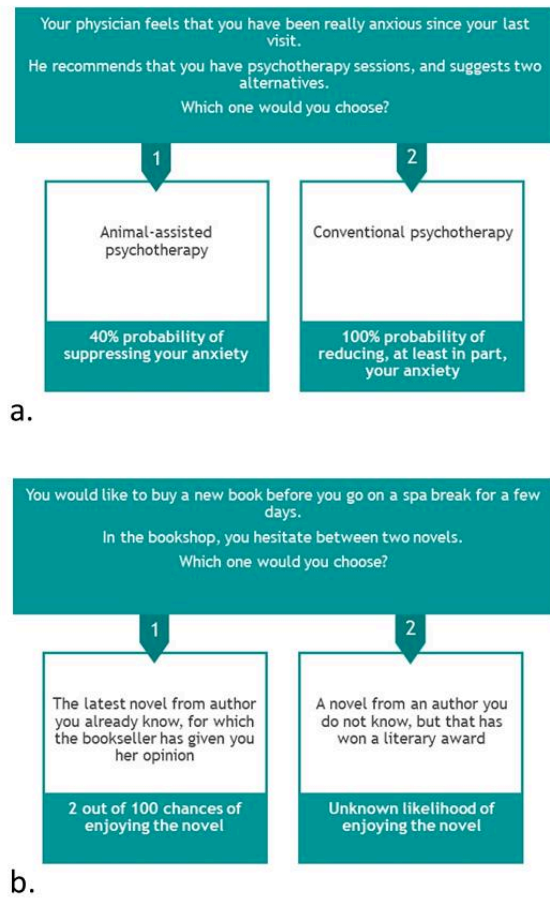 Your physician feels that you have been really anxious since your last
visit.
He recommends that you have psychotherapy sessions, and suggests two
alternatives.
Which one would you choose?
1
2
Animal-assisted
psychotherapy
Conventional psychotherapy
40% probability of
suppressing your anxiety
100% probability of
reducing, at least in part,
your anxiety
a.
You would like to buy a new book before you go on a spa break for a few
days.
In the bookshop, you hesitate between two novels.
Which one would you choose?
1
2
The latest novel from author
you already know, for which
the bookseller has given you
her opinion
A novel from an author you
do not know, but that has
won a literary award
2 out of 100 chances of
enjoying the novel
Unknown likelihood of
enjoying the novel
b.